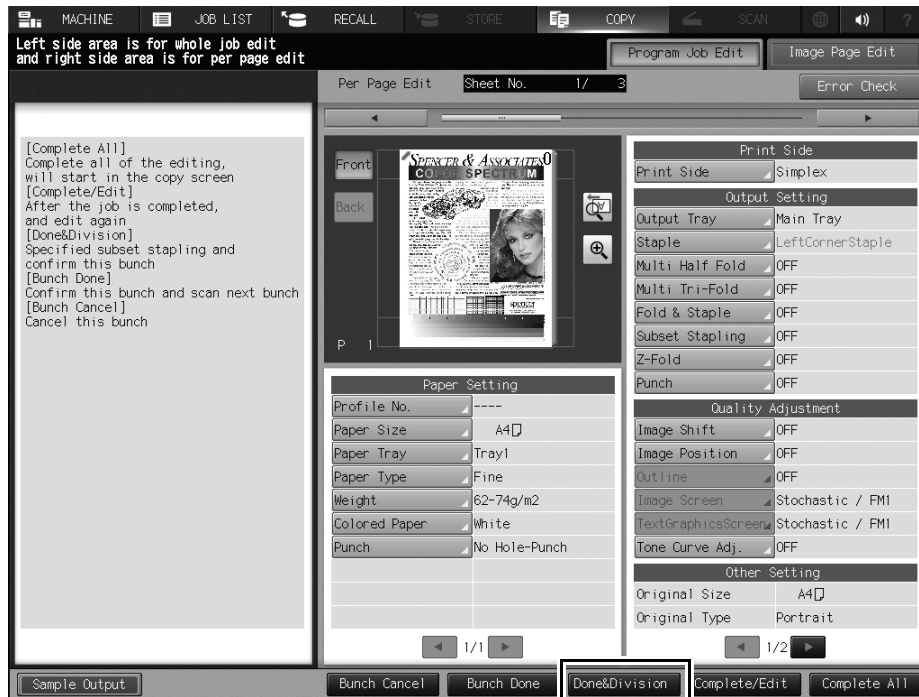 MACHINE
JOB LIST
RECALL
STORE
COPY
SCAN
?
Left side area is for whole job edit
and right side area is for per page edit
Program Job Edit
Image Page Edit
Per Page Edit
Sheet No. 1/ 3
Error Check
[Complete All]
Complete all of the editing,
will start in the copy screen
[Complete/Edit]
After the job is completed,
and edit again
[Done&Division]
Specified subset stapling and
confirm this bunch
[Bunch Done]
Confirm this bunch and scan next bunch
[Bunch Cancel]
Cancel this bunch
Front
Back
SPENCER & ASSOCIATES
COLOR SPECTRUM
P 1
Paper Setting
Profile No. ----
Paper Size A4
Paper Tray Tray1
Paper Type Fine
Weight 62-74g/m2
Colored Paper White
Punch No Hole-Punch
1/1
Print Side
Print Side Simplex
Output Setting
Output Tray Main Tray
Staple LeftCornerStaple
Multi Half Fold OFF
Multi Tri-Fold OFF
Fold & Staple OFF
Subset Stapling OFF
Z-Fold OFF
Punch OFF
Quality Adjustment
Image Shift OFF
Image Position OFF
Outline OFF
Image Screen Stochastic / FM1
TextGraphicsScreen Stochastic / FM1
Tone Curve Adj. OFF
Other Setting
Original Size A4
Original Type Portrait
1/2
Sample Output
Bunch Cancel
Bunch Done
Done&Division
Complete/Edit
Complete All